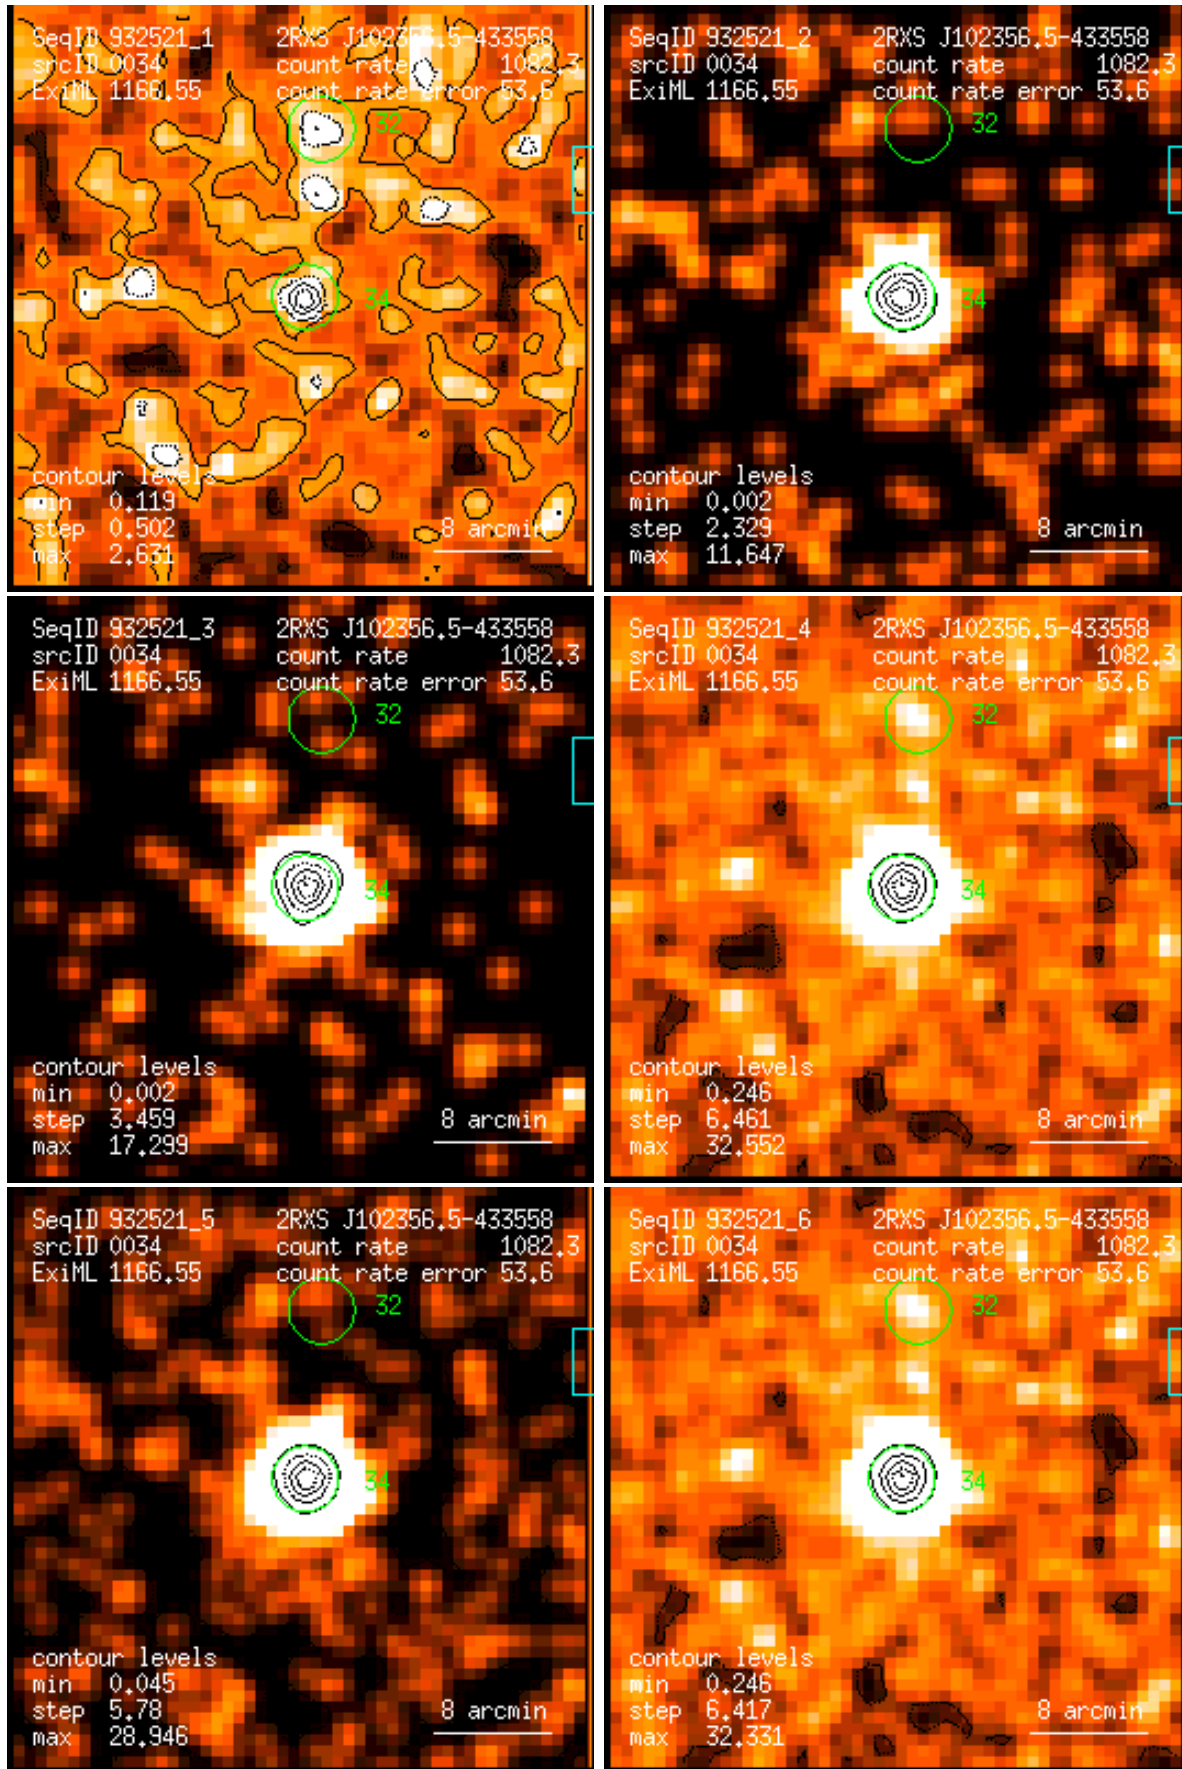 SeqID 932521_1 2RXS J102356.5-433558
srcID 0034 count rate 1082.3
ExiML 1166.55 count rate error 53.6
32
34
contour levels
min 0.119
step 0.502 8 arcmin
max 2.631
SeqID 932521_2 2RXS J102356.5-433558
srcID 0034 count rate 1082.3
ExiML 1166.55 count rate error 53.6
32
34
contour levels
min 0.002
step 2.329 8 arcmin
max 11.647
SeqID 932521_3 2RXS J102356.5-433558
srcID 0034 count rate 1082.3
ExiML 1166.55 count rate error 53.6
32
34
contour levels
min 0.002
step 3.459 8 arcmin
max 17.299
SeqID 932521_4 2RXS J102356.5-433558
srcID 0034 count rate 1082.3
ExiML 1166.55 count rate error 53.6
32
34
contour levels
min 0.246
step 6.461 8 arcmin
max 32.552
SeqID 932521_5 2RXS J102356.5-433558
srcID 0034 count rate 1082.3
ExiML 1166.55 count rate error 53.6
32
34
contour levels
min 0.045
step 5.78 8 arcmin
max 28.946
SeqID 932521_6 2RXS J102356.5-433558
srcID 0034 count rate 1082.3
ExiML 1166.55 count rate error 53.6
32
34
contour levels
min 0.246
step 6.417 8 arcmin
max 32.331